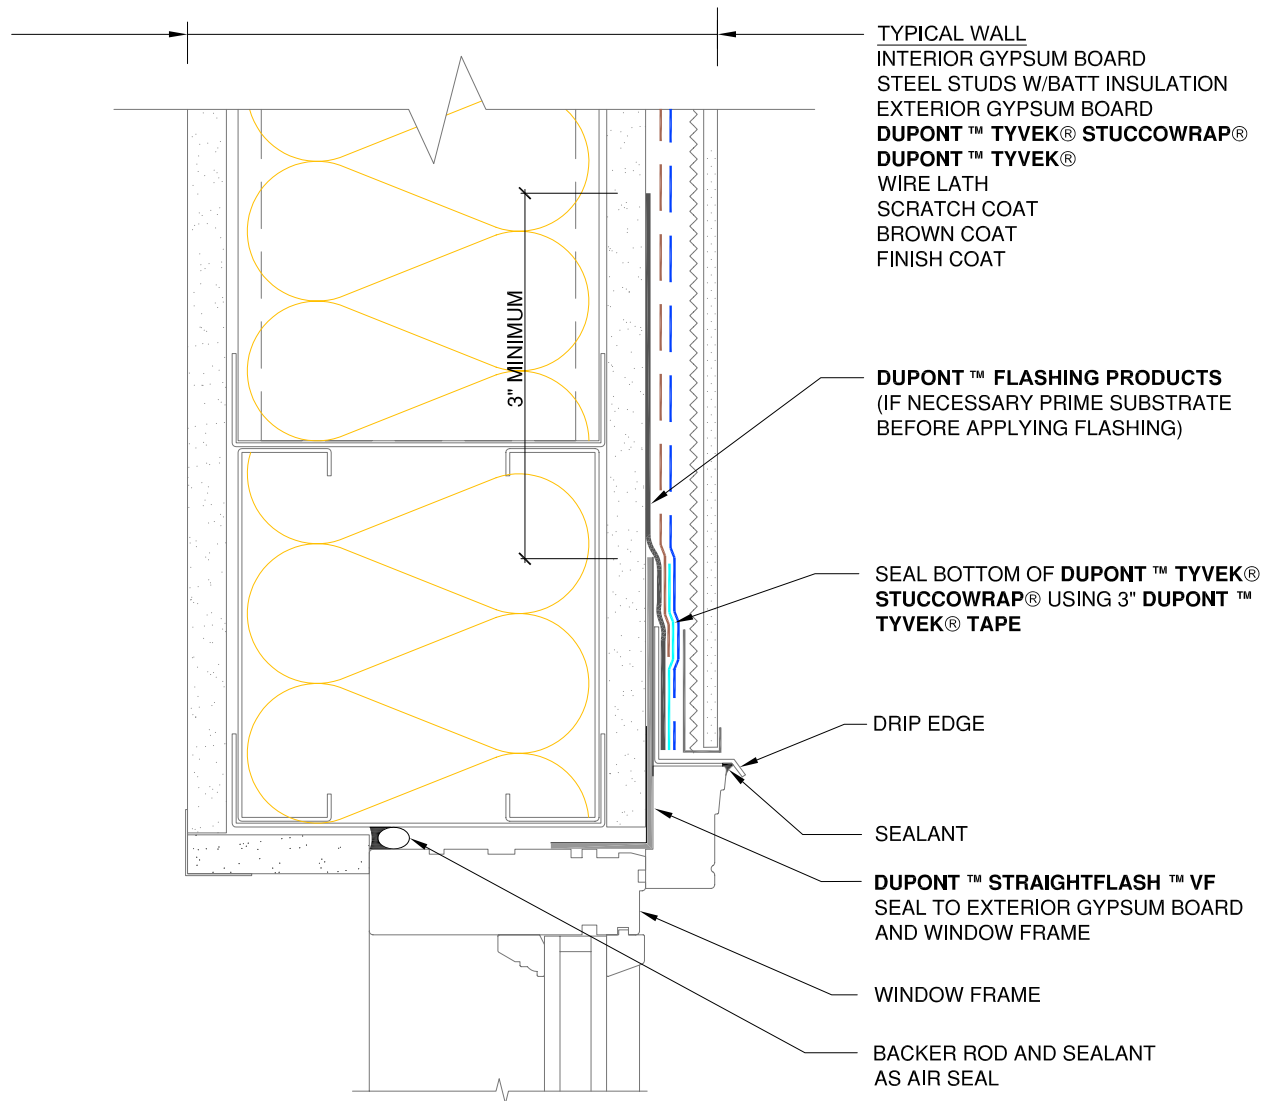 TYPICAL WALL
INTERIOR GYPSUM BOARD
STEEL STUDS W/BATT INSULATION
EXTERIOR GYPSUM BOARD
DUPONT ™ TYVEK® STUCCOWRAP®
DUPONT ™ TYVEK®
WIRE LATH
SCRATCH COAT
BROWN COAT
FINISH COAT
3" MINIMUM
DUPONT ™ FLASHING PRODUCTS
(IF NECESSARY PRIME SUBSTRATE
BEFORE APPLYING FLASHING)
SEAL BOTTOM OF DUPONT ™ TYVEK®
STUCCOWRAP® USING 3" DUPONT ™
TYVEK® TAPE
DRIP EDGE
SEALANT
DUPONT ™ STRAIGHTFLASH ™ VF
SEAL TO EXTERIOR GYPSUM BOARD
AND WINDOW FRAME
WINDOW FRAME
BACKER ROD AND SEALANT
AS AIR SEAL